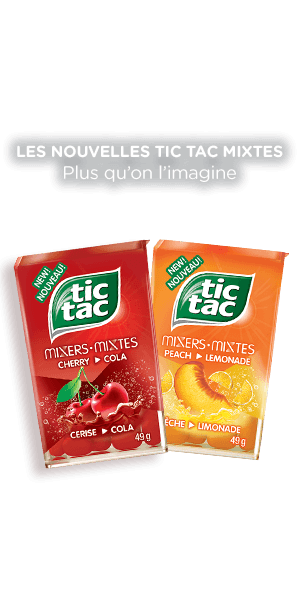 LES NOUVELLES TIC TAC MIXTES
Plus qu'on l'imagine
NEW!
NOUVEAU!
tic
tac
MIXERS-MIXTES
CHERRY ▶ COLA
CERISE ▶ COLA
49 g
NEW!
NOUVEAU!
tic
tac
MIXERS-MIXTES
PEACH ▶ LEMONADE
ÊCHE ▶ LIMONADE
49 g